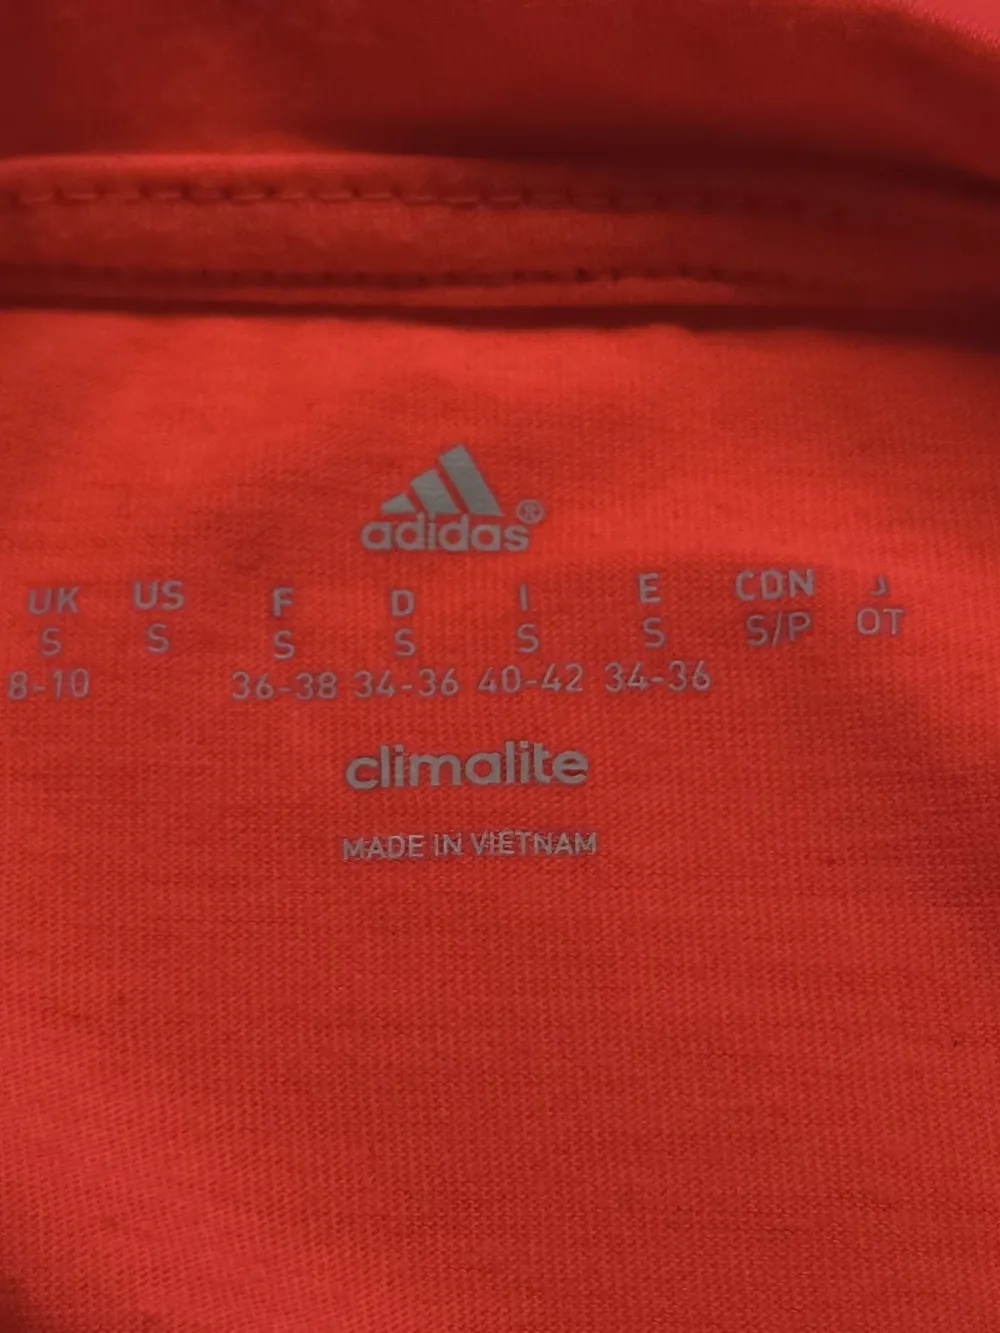 adidas®
UK US F D I E CDN J
S S S S S S S/P OT
8-10 36-38 34-36 40-42 34-36
climalite
MADE IN VIETNAM